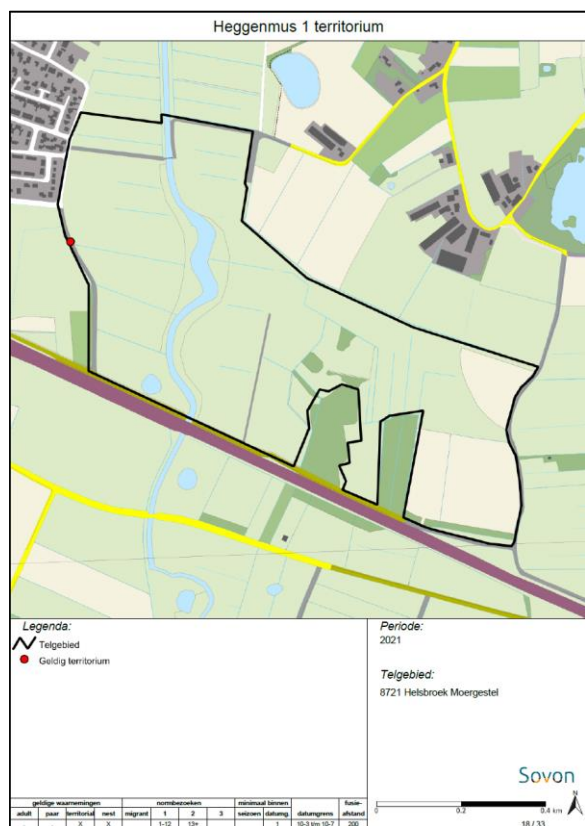 Heggenmus 1 territorium
Legenda:
Telgebied
Geldig territorium
Periode:
2021
Telgebied:
8721 Helsbroek Moergestel
Sovon
N
0 0.2 0.4 km
18 / 33
geldige waarnemingen normbezoeken minimaal binnen fusie-
adult paar territorial nest migrant 1 2 3 seizoen datumg. datumgrens afstand
. . X X 1-12 13+ 1 10-3 t/m 10-7 200